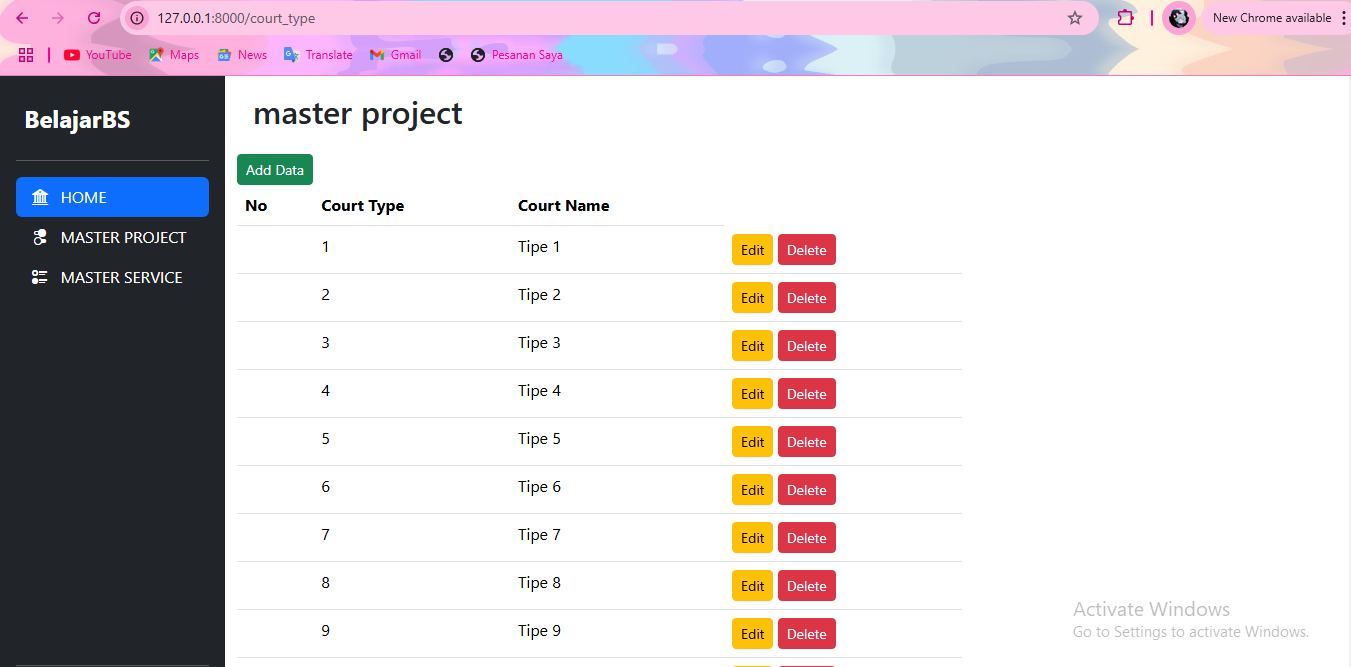 127.0.0.1:8000/court_type
New Chrome available
YouTube Maps News Translate Gmail Pesanan Saya
BelajarBS
HOME
MASTER PROJECT
MASTER SERVICE
master project
Add Data
No Court Type Court Name
1 Tipe 1 Edit Delete
2 Tipe 2 Edit Delete
3 Tipe 3 Edit Delete
4 Tipe 4 Edit Delete
5 Tipe 5 Edit Delete
6 Tipe 6 Edit Delete
7 Tipe 7 Edit Delete
8 Tipe 8 Edit Delete
9 Tipe 9 Edit Delete
Activate Windows
Go to Settings to activate Windows.